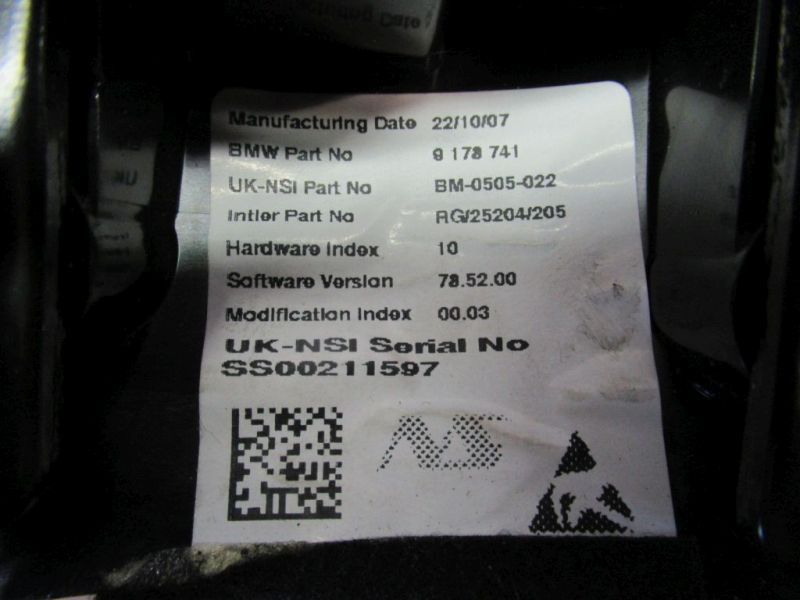 Manufacturing Date 22/10/07
BMW Part No 9 178 741
UK-NSI Part No BM-0505-022
Intier Part No RG/25204/205
Hardware Index 10
Software Version 78.52.00
Modification Index 00.03
UK-NSI Serial No
SS00211597